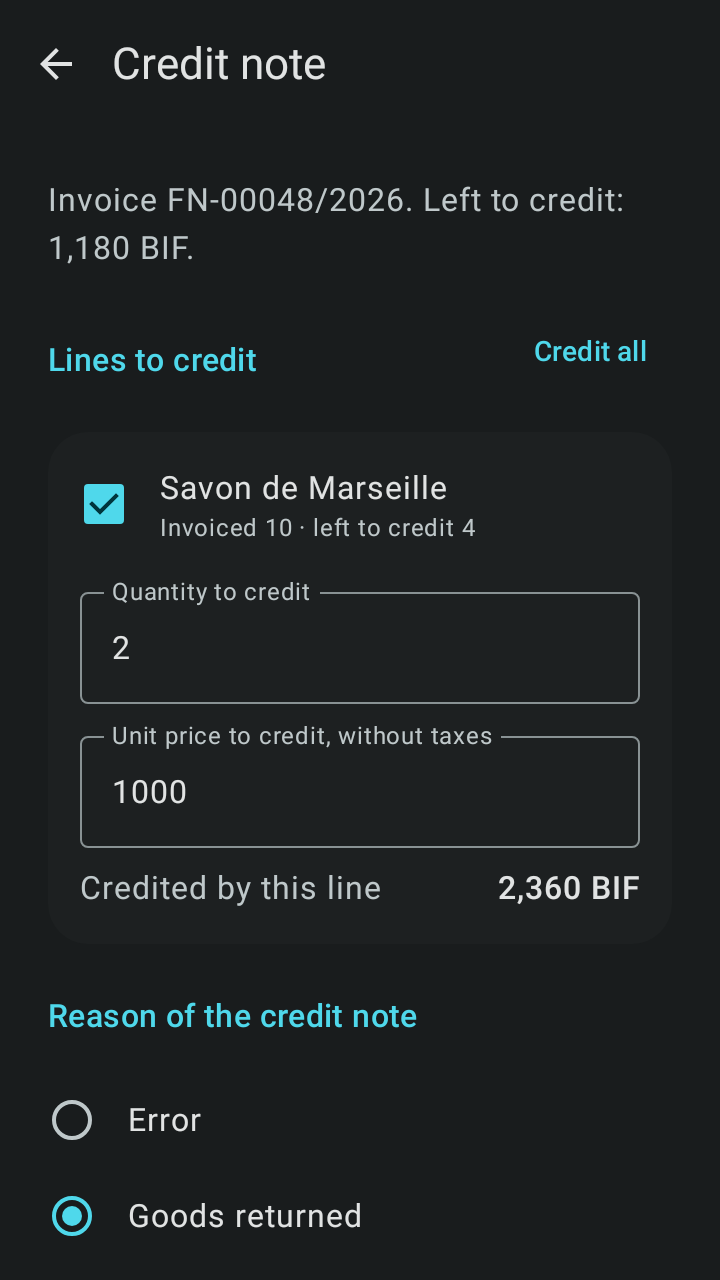 Credit note
Invoice FN-00048/2026. Left to credit:
1,180 BIF.
Lines to credit
Credit all
Savon de Marseille
Invoiced 10 · left to credit 4
Quantity to credit
2
Unit price to credit, without taxes
1000
Credited by this line
2,360 BIF
Reason of the credit note
Error
Goods returned